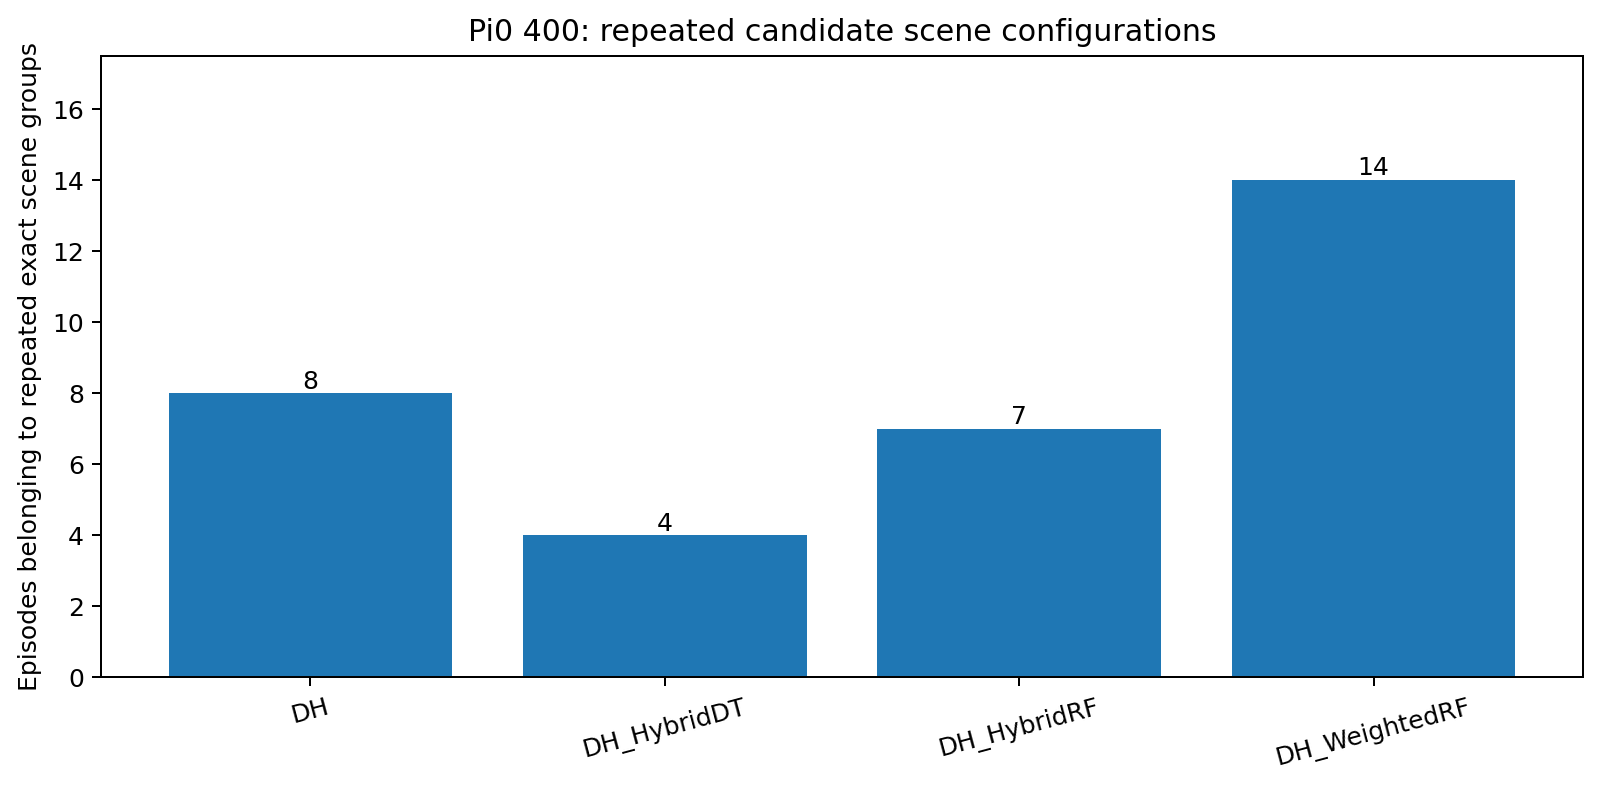 Pi0 400: repeated candidate scene configurations
Episodes belonging to repeated exact scene groups
16
14
12
10
8
6
4
2
0
8
4
7
14
DH
DH_HybridDT
DH_HybridRF
DH_WeightedRF